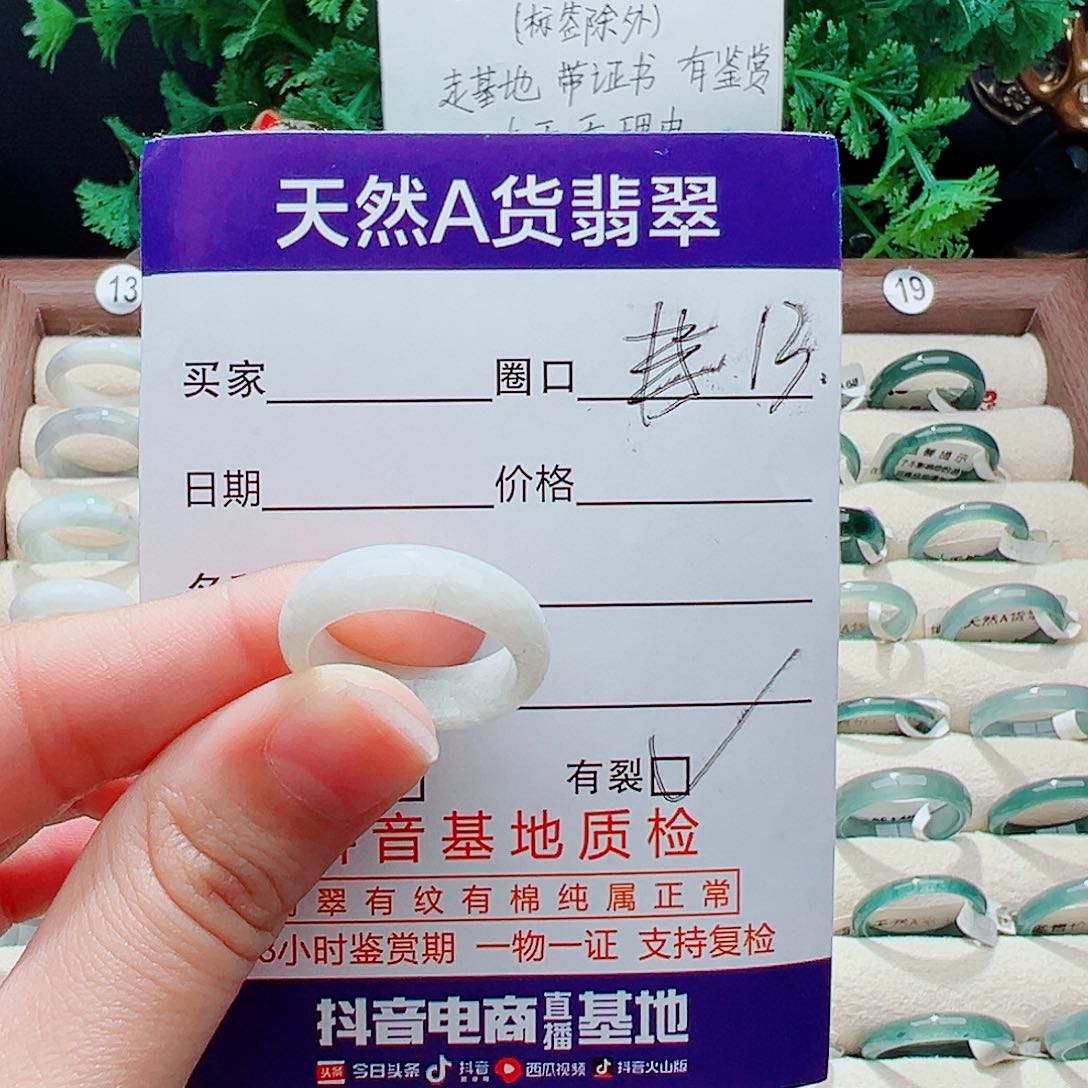 (标签除外)
走基地 带证书 有鉴赏
天然A货翡翠
13
19
买家 圈口 13
日期 价格
有裂
音基地质检
翠有纹有棉纯属正常
小时鉴赏期 一物一证 支持复检
抖音电商直播基地
头条 今日头条 抖音 西瓜视频 抖音火山版